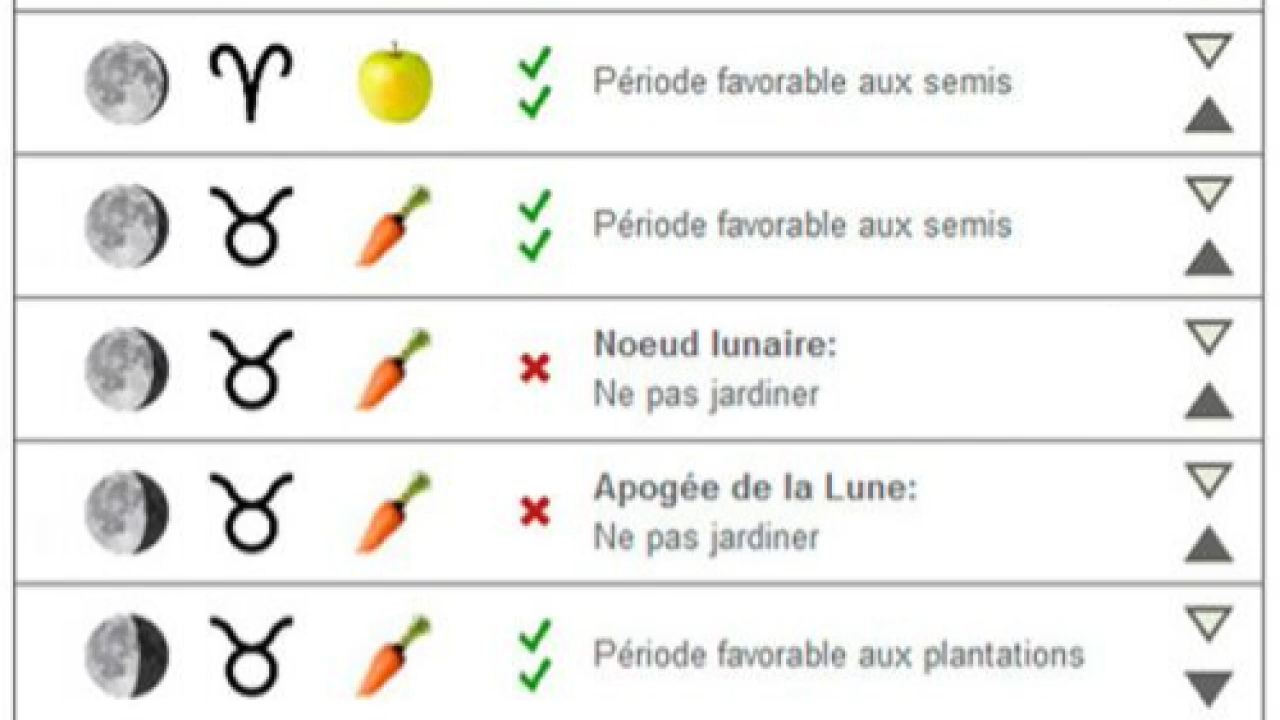 Période favorable aux semis
Période favorable aux semis
Noeud lunaire:
Ne pas jardiner
Apogée de la Lune:
Ne pas jardiner
Période favorable aux plantations